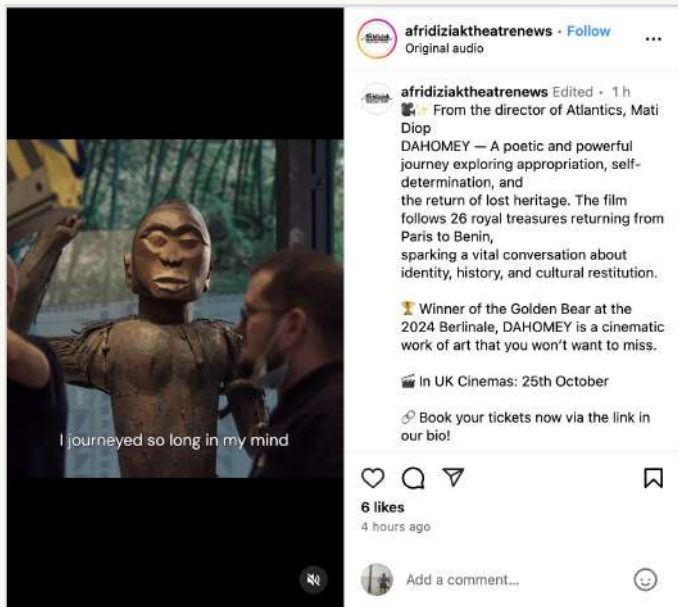 afridiziaktheatrenews • Follow
Original audio
afridiziaktheatrenews Edited • 1 h
🎥✨ From the director of Atlantics, Mati
Diop
DAHOMEY — A poetic and powerful
journey exploring appropriation, self-
determination, and
the return of lost heritage. The film
follows 26 royal treasures returning from
Paris to Benin,
sparking a vital conversation about
identity, history, and cultural restitution.
🏆 Winner of the Golden Bear at the
2024 Berlinale, DAHOMEY is a cinematic
work of art that you won't want to miss.
🎬 In UK Cinemas: 25th October
🔗 Book your tickets now via the link in
our bio!
I journeyed so long in my mind
6 likes
4 hours ago
Add a comment...